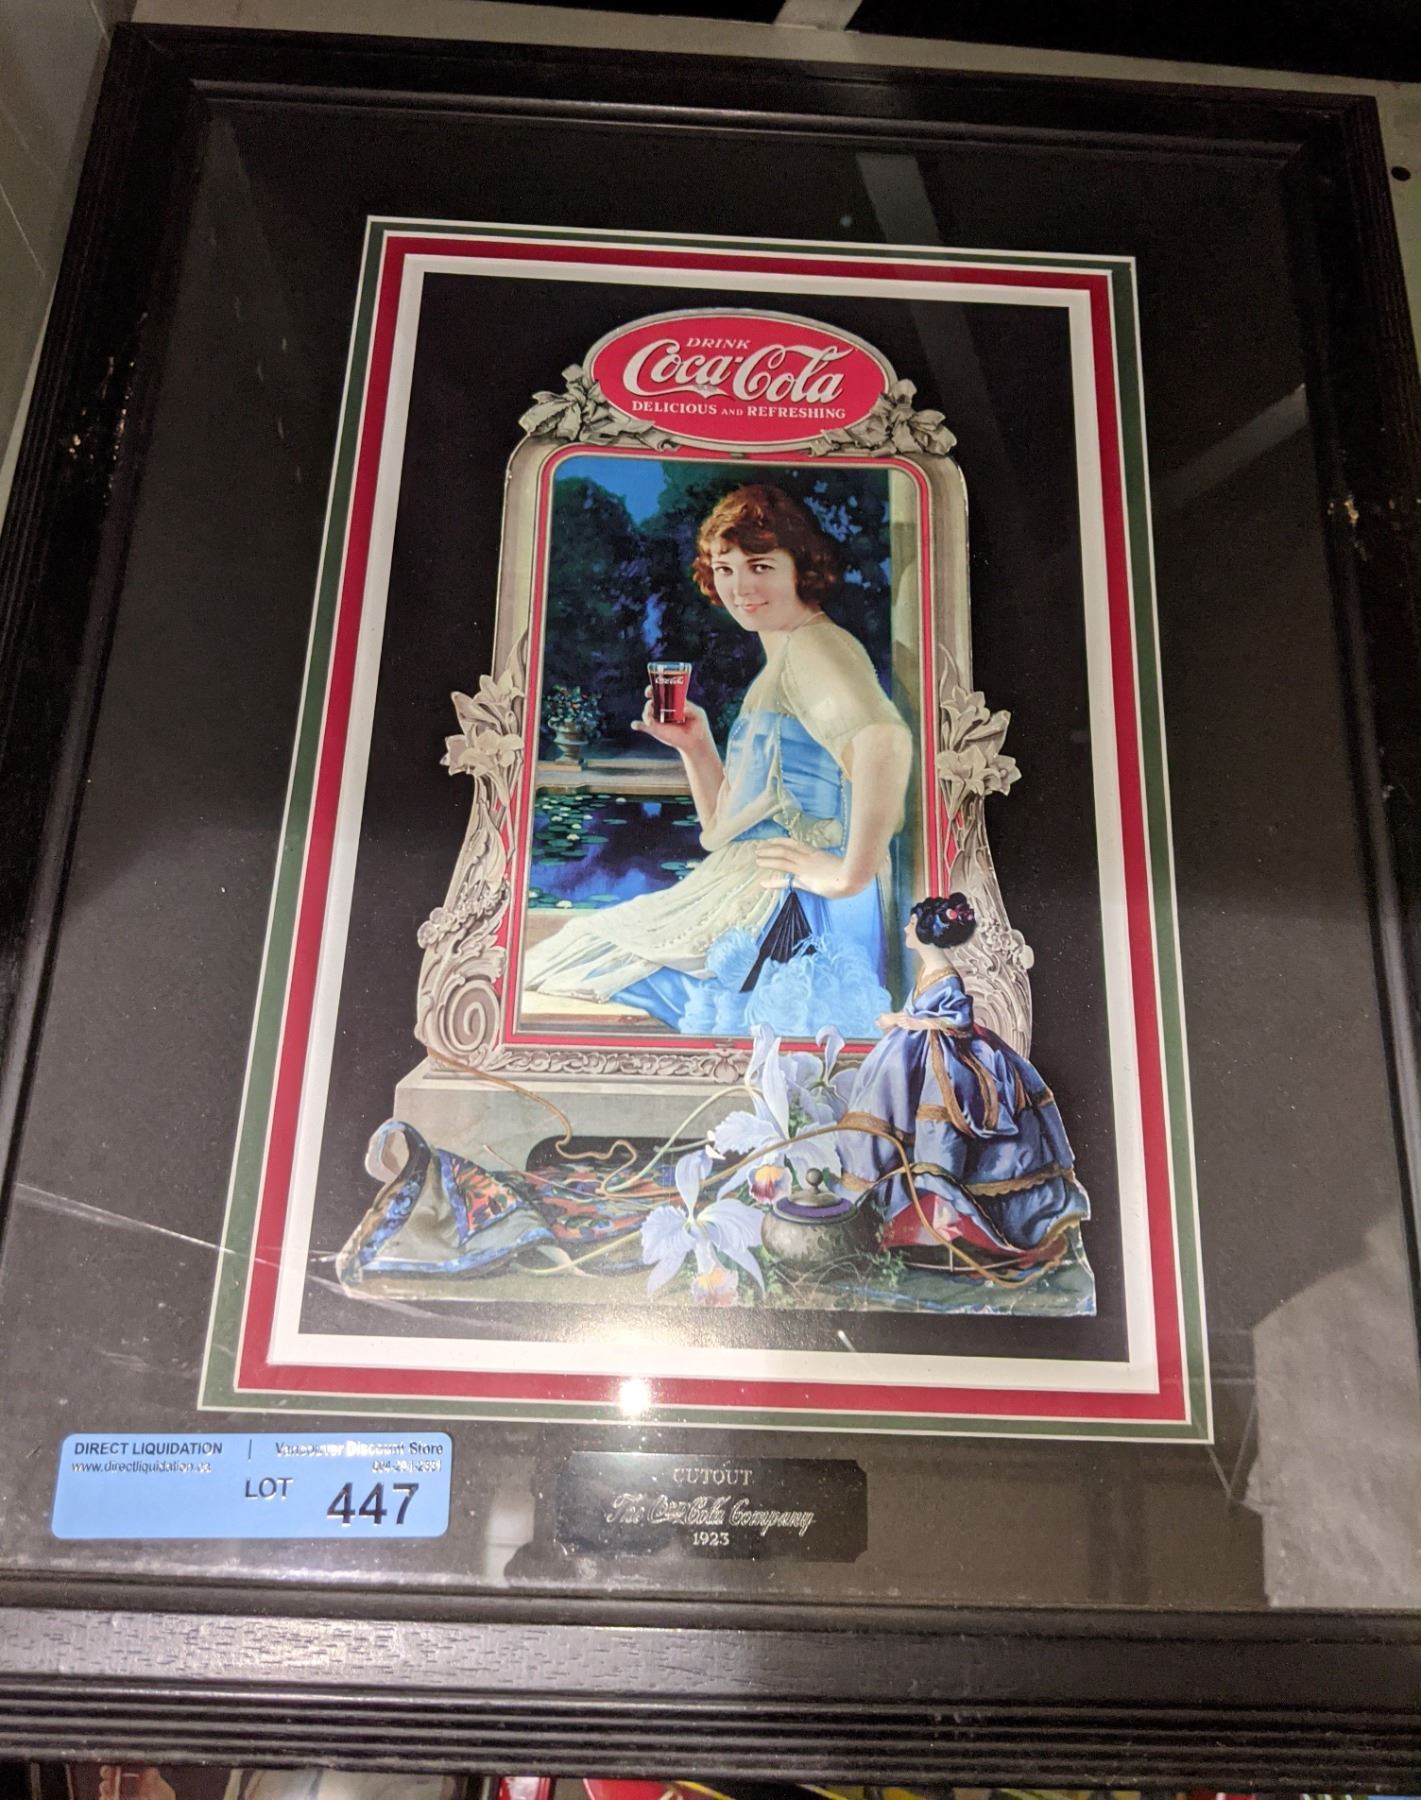 DRINK
Coca-Cola
DELICIOUS AND REFRESHING
Coca-Cola
DIRECT LIQUIDATION | Vancouver Discount Store
www.directliquidation.ca
LOT 447
CUTOUT
The Coca-Cola Company
1923